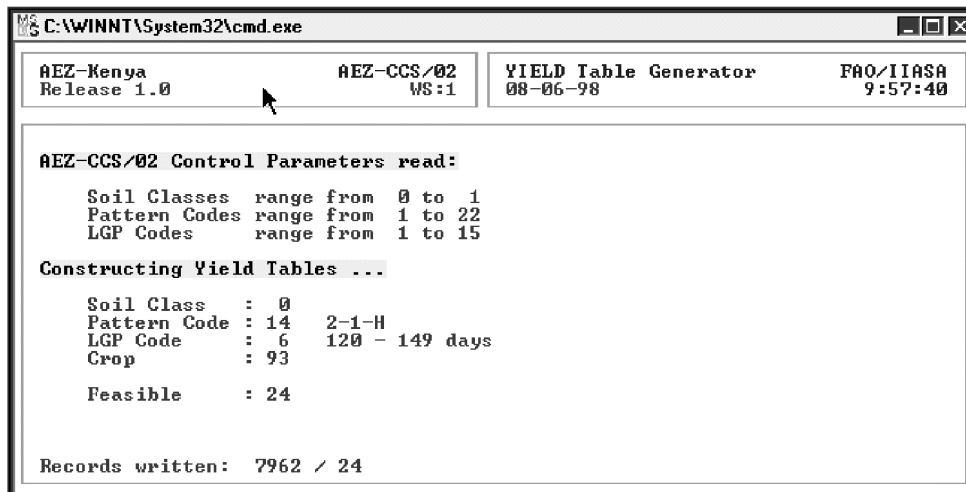 C:\WINNT\System32\cmd.exe
AEZ-Kenya AEZ-CCS/02
Release 1.0 WS:1
YIELD Table Generator FAO/IIASA
08-06-98 9:57:40
AEZ-CCS/02 Control Parameters read:
Soil Classes range from 0 to 1
Pattern Codes range from 1 to 22
LGP Codes range from 1 to 15
Constructing Yield Tables ...
Soil Class : 0
Pattern Code : 14 2-1-H
LGP Code : 6 120 - 149 days
Crop : 93
Feasible : 24
Records written: 7962 / 24